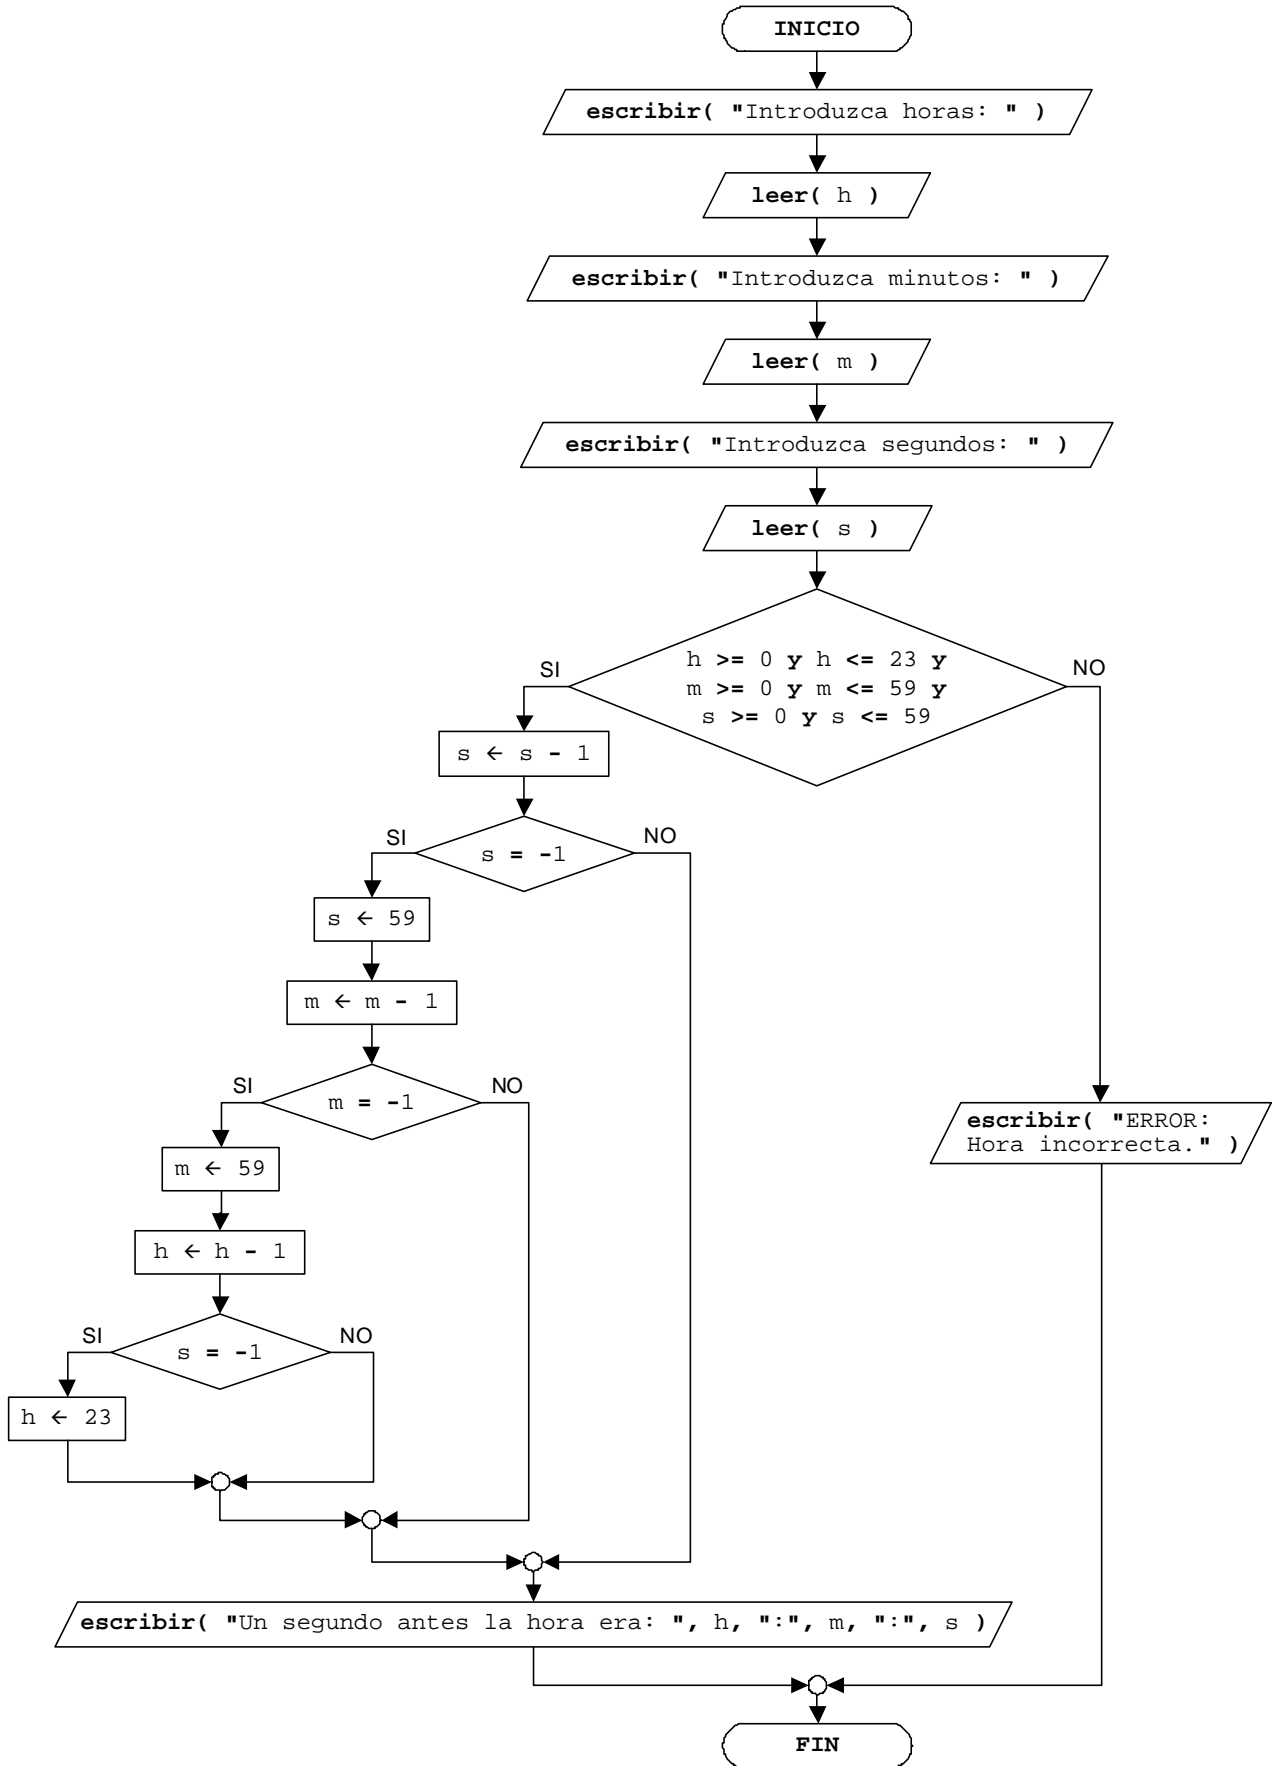 INICIO
escribir( "Introduzca horas: " )
leer( h )
escribir( "Introduzca minutos: " )
leer( m )
escribir( "Introduzca segundos: " )
leer( s )
h >= 0 y h <= 23 y
m >= 0 y m <= 59 y
s >= 0 y s <= 59
SI
NO
s ← s - 1
s = -1
SI
NO
s ← 59
m ← m - 1
m = -1
SI
NO
m ← 59
h ← h - 1
s = -1
SI
NO
h ← 23
escribir( "ERROR:
Hora incorrecta." )
escribir( "Un segundo antes la hora era: ", h, ":", m, ":", s )
FIN